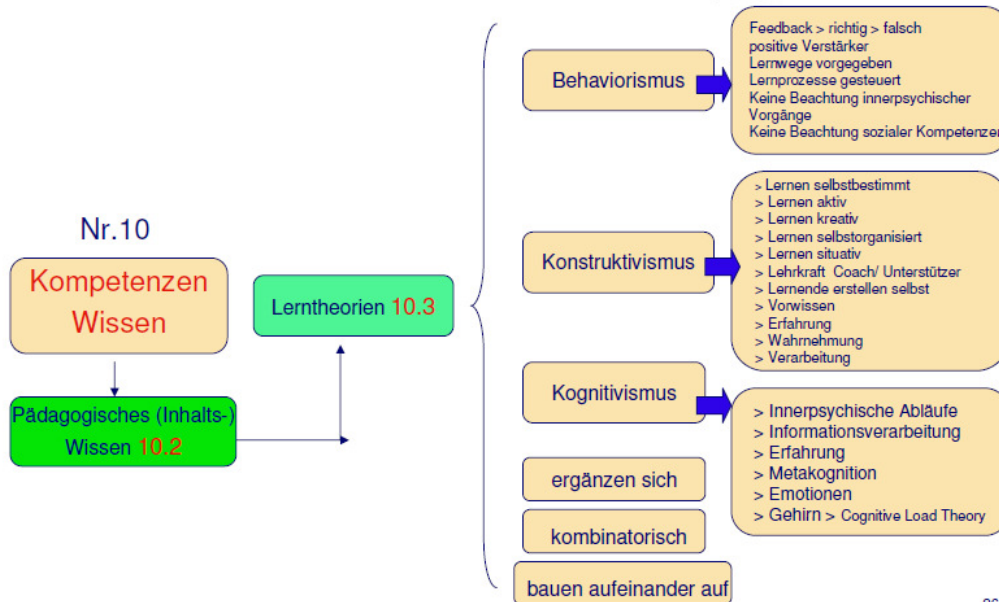 Nr.10
Kompetenzen
Wissen
Pädagogisches (Inhalts-)
Wissen 10.2
Lerntheorien 10.3
Behaviorismus
Feedback > richtig > falsch
positive Verstärker
Lernwege vorgegeben
Lernprozesse gesteuert
Keine Beachtung innerpsychischer
Vorgänge
Keine Beachtung sozialer Kompetenzen
Konstruktivismus
> Lernen selbstbestimmt
> Lernen aktiv
> Lernen kreativ
> Lernen selbstorganisiert
> Lernen situativ
> Lehrkraft Coach/ Unterstützer
> Lernende erstellen selbst
> Vorwissen
> Erfahrung
> Wahrnehmung
> Verarbeitung
Kognitivismus
> Innerpsychische Abläufe
> Informationsverarbeitung
> Erfahrung
> Metakognition
> Emotionen
> Gehirn > Cognitive Load Theory
ergänzen sich
kombinatorisch
bauen aufeinander auf